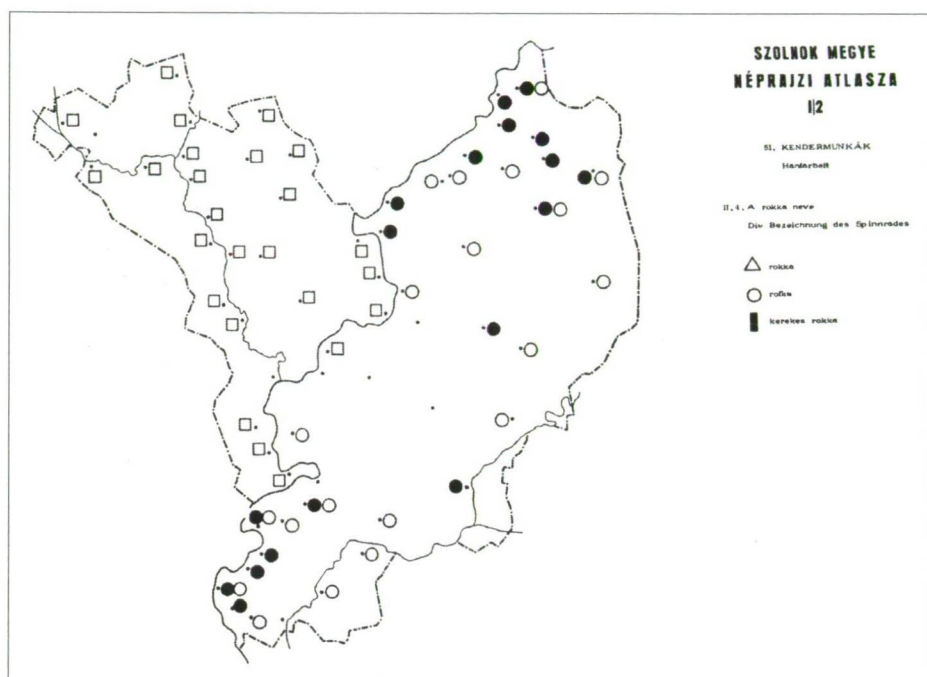 SZOLNOK MEGYE
NÉPRAJZI ATLASZA
I/2
51. KENDERMUNKÁK
Hanfarbeit
II.4. A rokka neve
Die Bezeichnung des Spinnrades
rokka
rofka
kerekes rokka